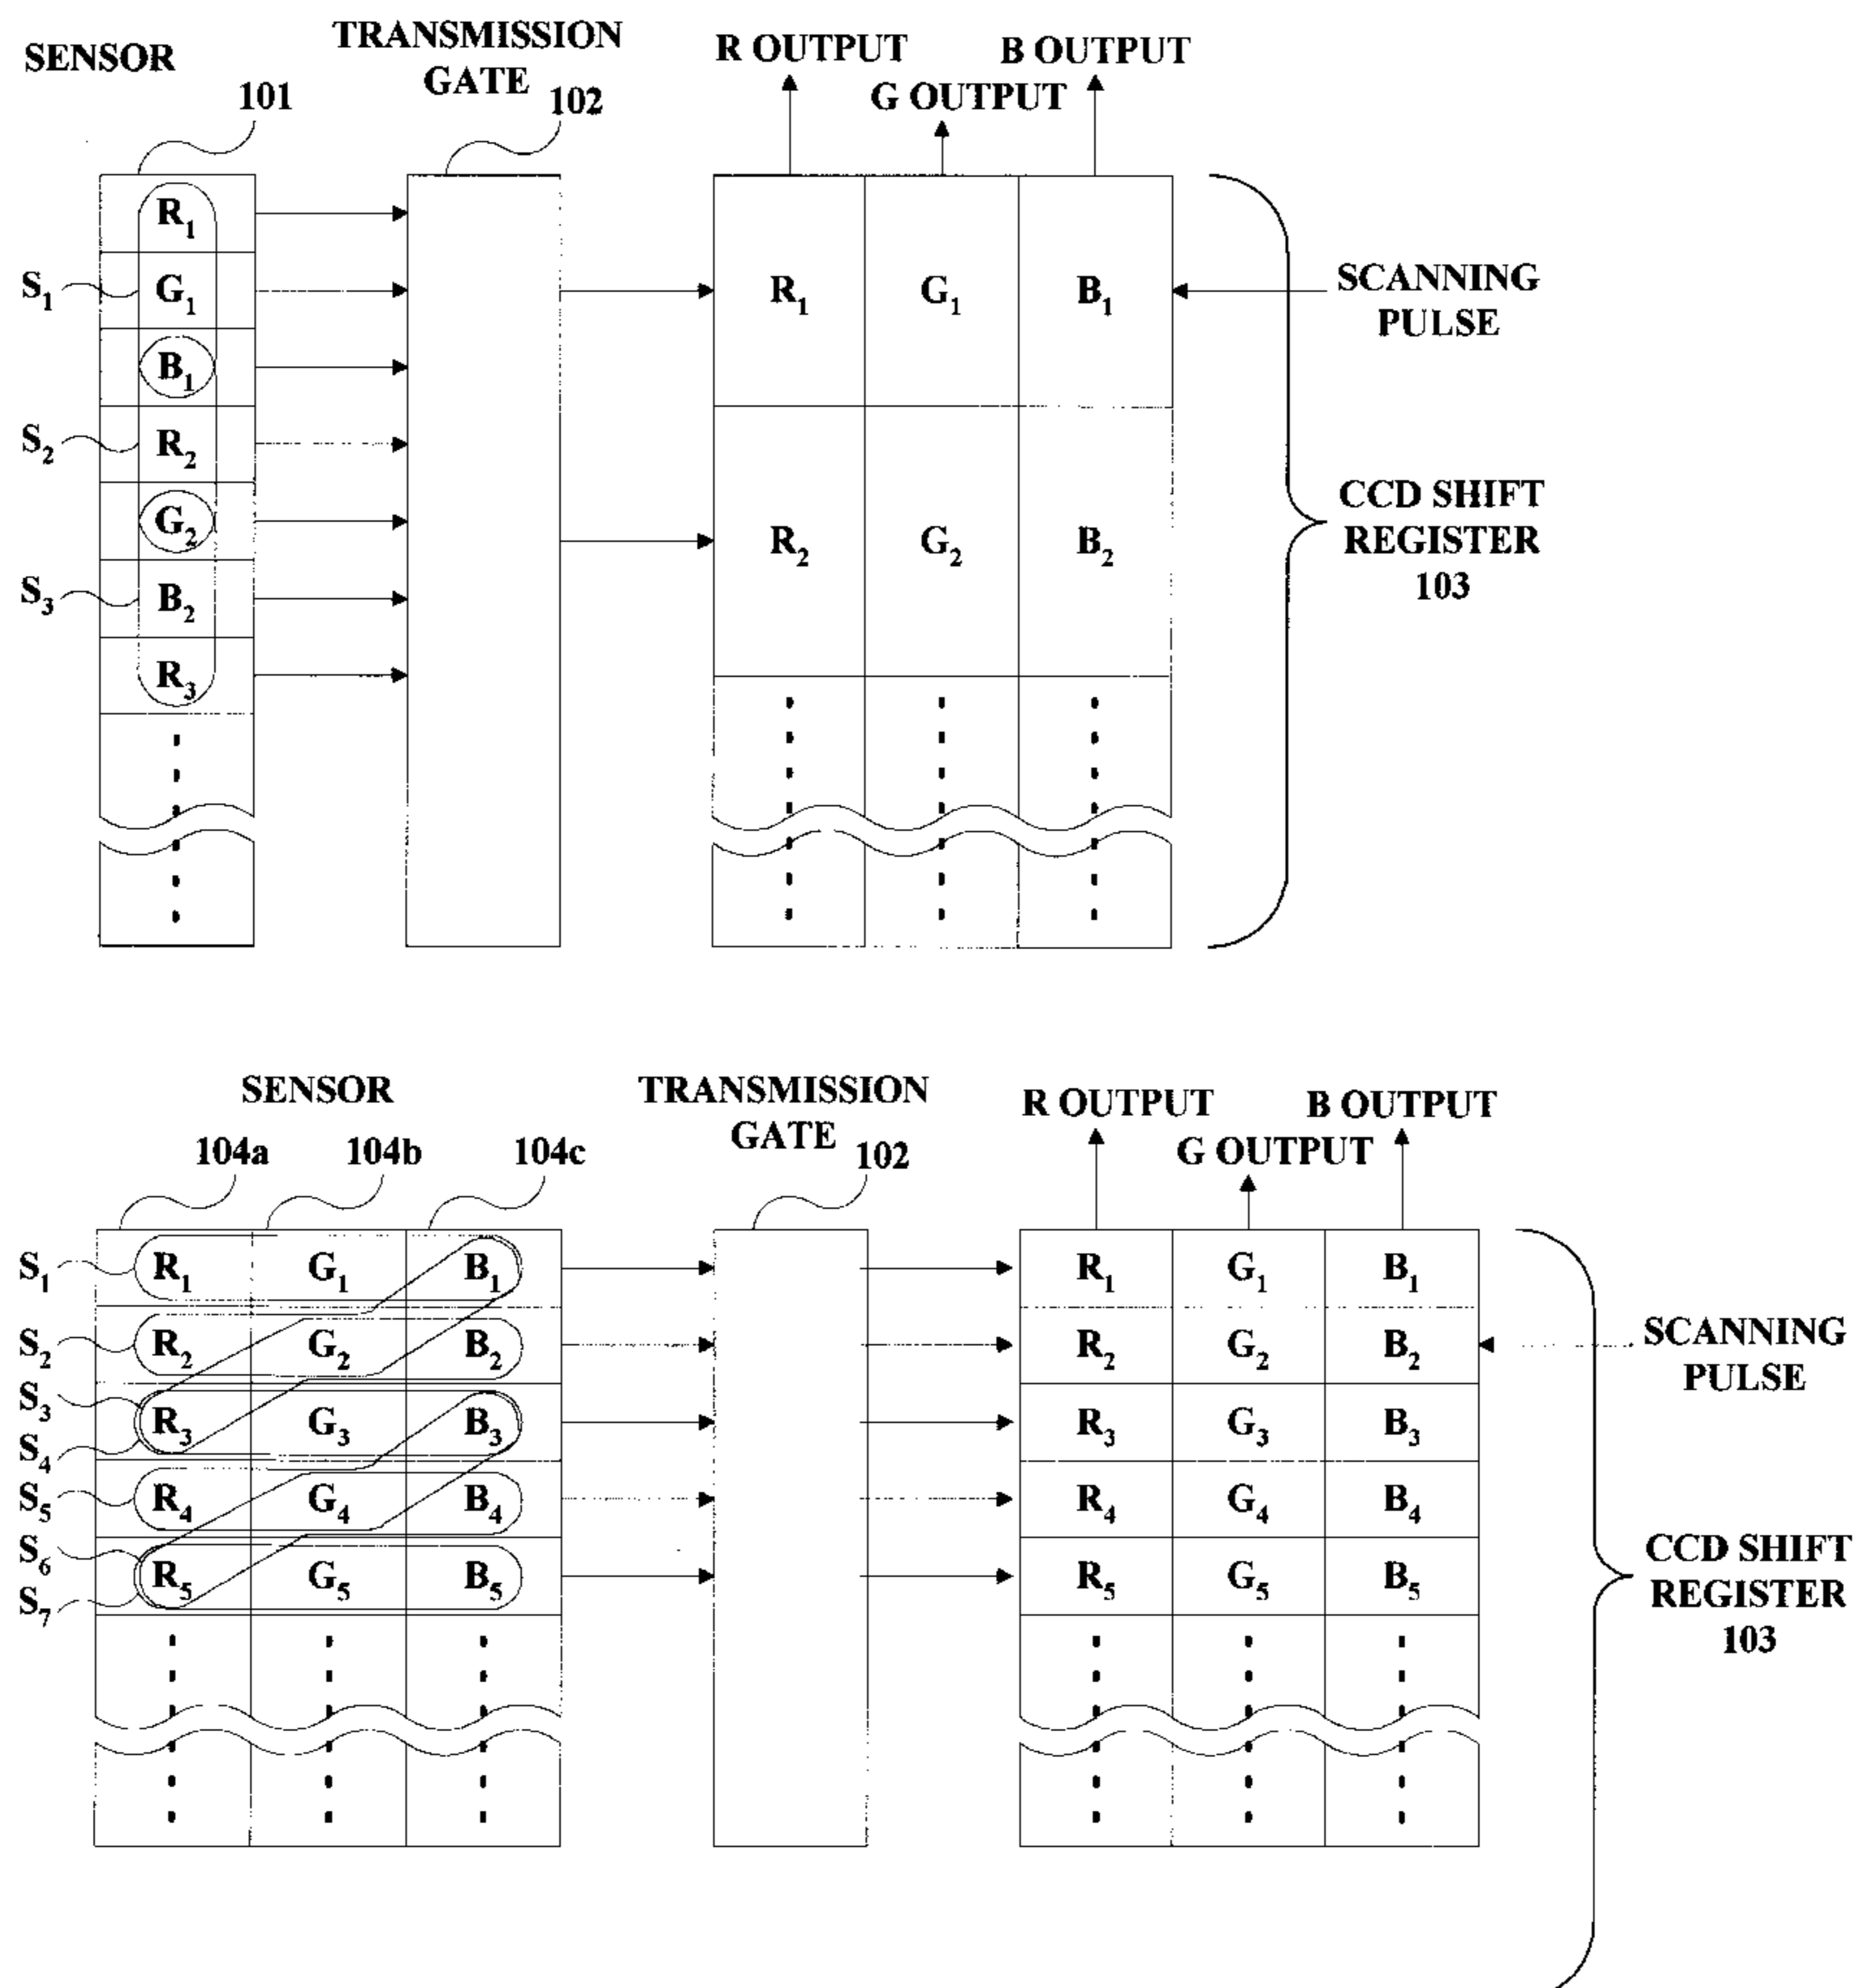 SENSOR
TRANSMISSION
GATE
R OUTPUT
B OUTPUT
G OUTPUT
101
102
R₁
S₁
G₁
B₁
S₂
R₂
G₂
S₃
B₂
R₃
R₁ G₁ B₁
R₂ G₂ B₂
SCANNING
PULSE
CCD SHIFT
REGISTER
103
SENSOR
TRANSMISSION
GATE
R OUTPUT
B OUTPUT
G OUTPUT
104a
104b
104c
102
S₁
S₂
S₃
S₄
S₅
S₆
S₇
R₁ G₁ B₁
R₂ G₂ B₂
R₃ G₃ B₃
R₄ G₄ B₄
R₅ G₅ B₅
R₁ G₁ B₁
R₂ G₂ B₂
R₃ G₃ B₃
R₄ G₄ B₄
R₅ G₅ B₅
SCANNING
PULSE
CCD SHIFT
REGISTER
103